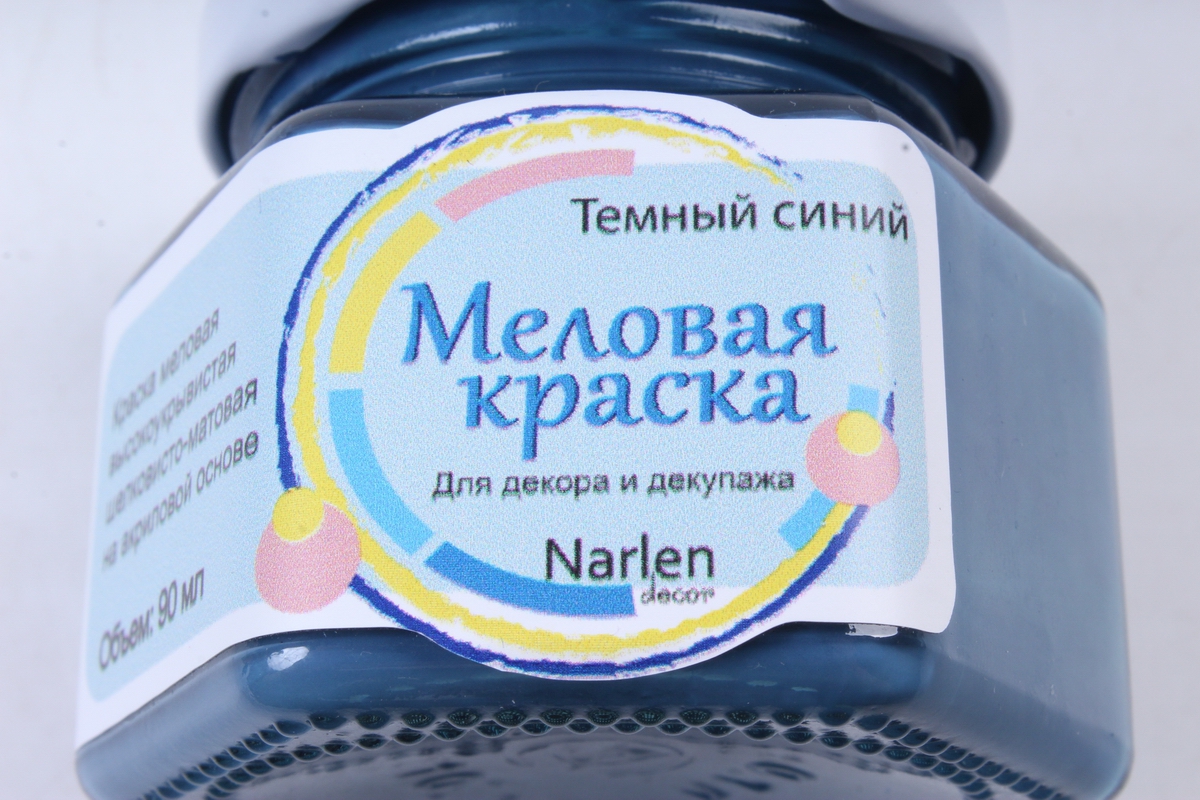 Темный синий
Меловая
краска
Для декора и декупажа
Narlen
decor
Краска меловая
высокоукрывистая
шелковисто-матовая
на акриловой основе
Объем: 90 мл